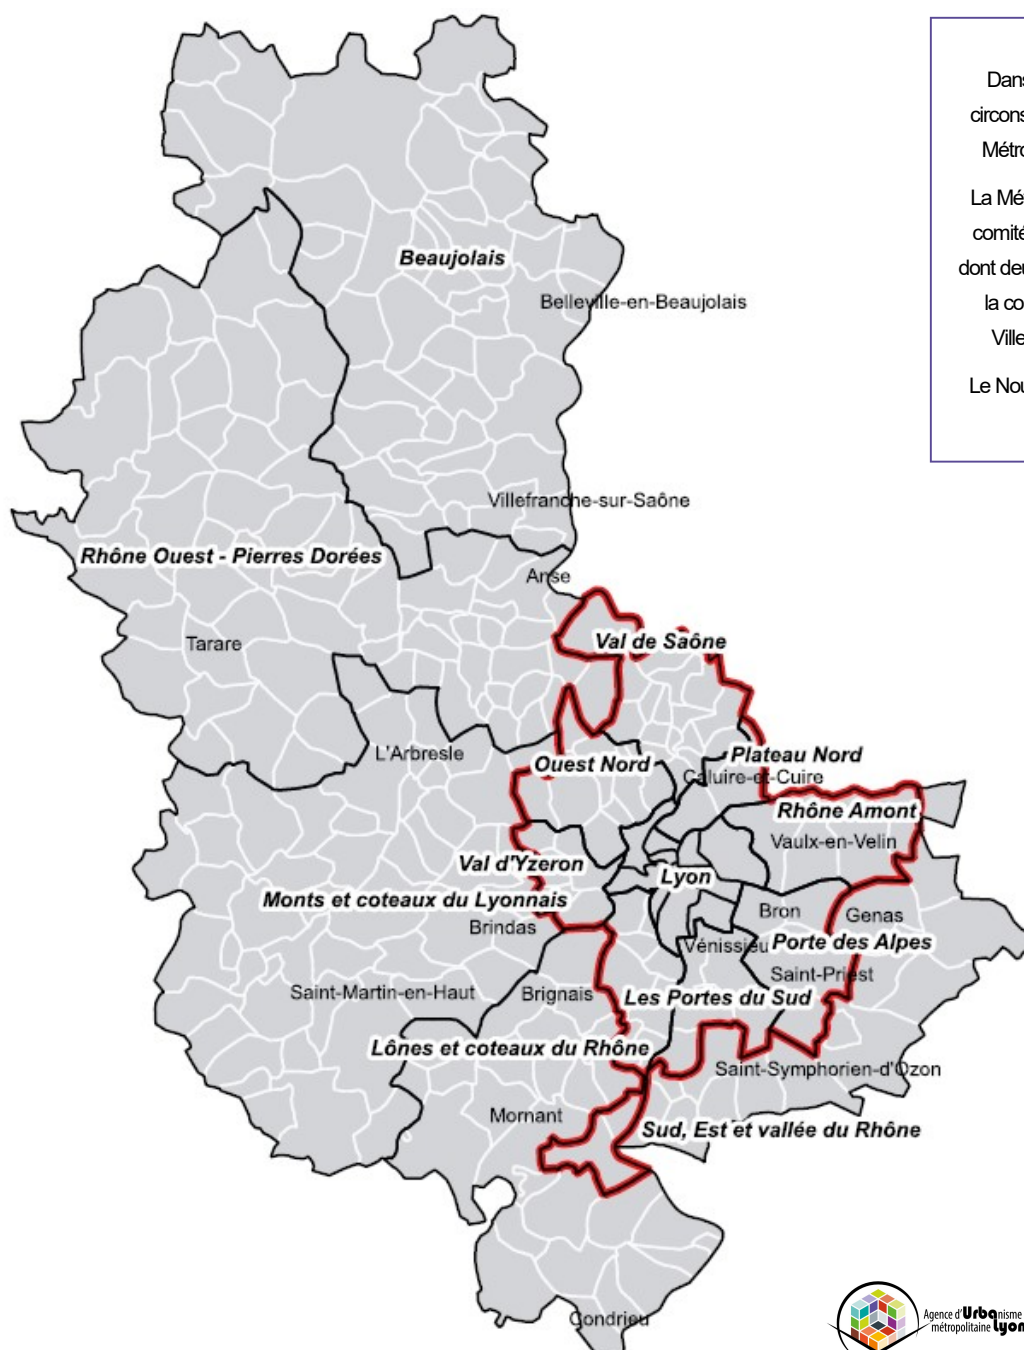 Dans
circons
Métro
La Mé
comité
dont deu
la co
Ville
Le Nou
Beaujolais
Belleville-en-Beaujolais
Villefranche-sur-Saône
Rhône Ouest - Pierres Dorées
Anse
Tarare
Val de Saône
L'Arbresle
Ouest Nord
Plateau Nord
Caluire-et-Cuire
Rhône Amont
Vaulx-en-Velin
Val d'Yzeron
Lyon
Monts et coteaux du Lyonnais
Brindas
Bron
Genas
Vénissieu
Porte des Alpes
Saint-Priest
Saint-Martin-en-Haut
Brignais
Les Portes du Sud
Lônes et coteaux du Rhône
Saint-Symphorien-d'Ozon
Mornant
Sud, Est et vallée du Rhône
Condrieu
Agence d'Urbanisme
métropolitaine Lyon